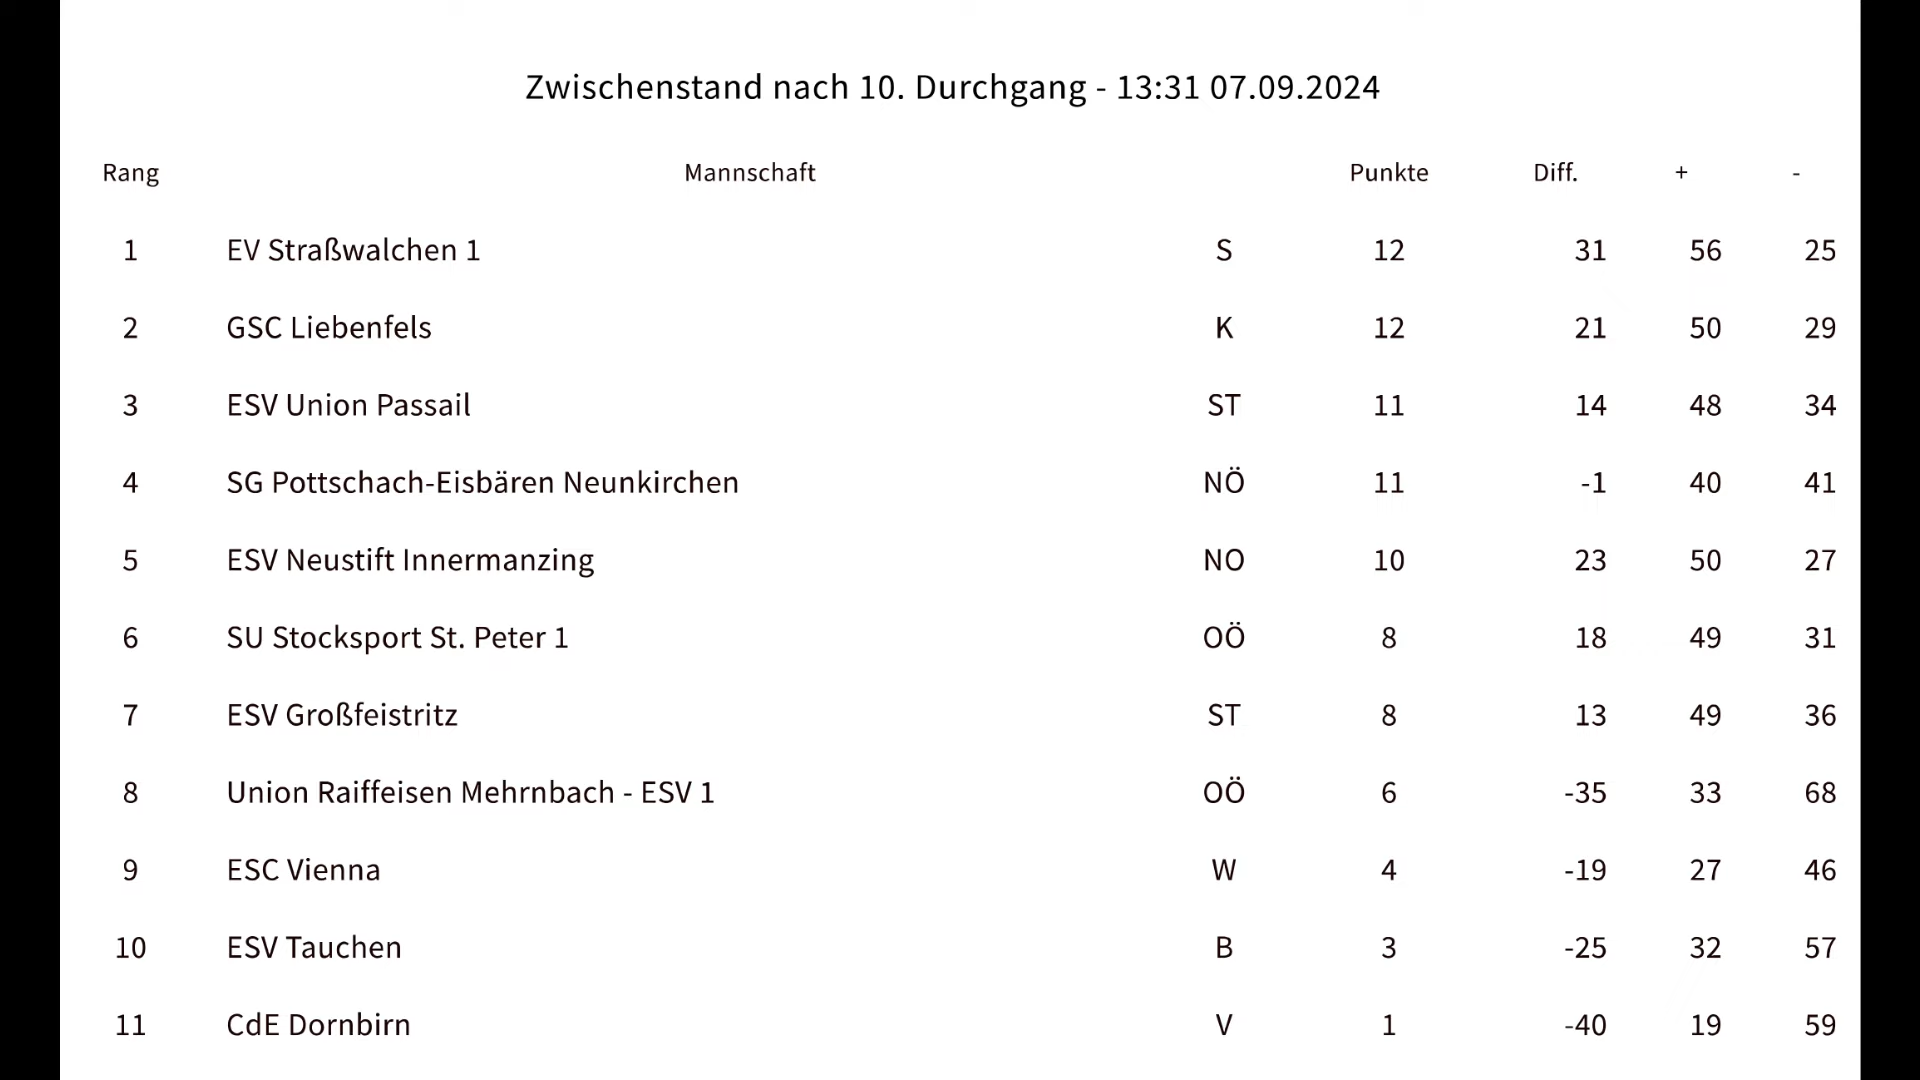 Zwischenstand nach 10. Durchgang - 13:31 07.09.2024
Rang Mannschaft Punkte Diff. + -
1 EV Straßwalchen 1 S 12 31 56 25
2 GSC Liebenfels K 12 21 50 29
3 ESV Union Passail ST 11 14 48 34
4 SG Pottschach-Eisbären Neunkirchen NÖ 11 -1 40 41
5 ESV Neustift Innermanzing NO 10 23 50 27
6 SU Stocksport St. Peter 1 OÖ 8 18 49 31
7 ESV Großfeistritz ST 8 13 49 36
8 Union Raiffeisen Mehrnbach - ESV 1 OÖ 6 -35 33 68
9 ESC Vienna W 4 -19 27 46
10 ESV Tauchen B 3 -25 32 57
11 CdE Dornbirn V 1 -40 19 59